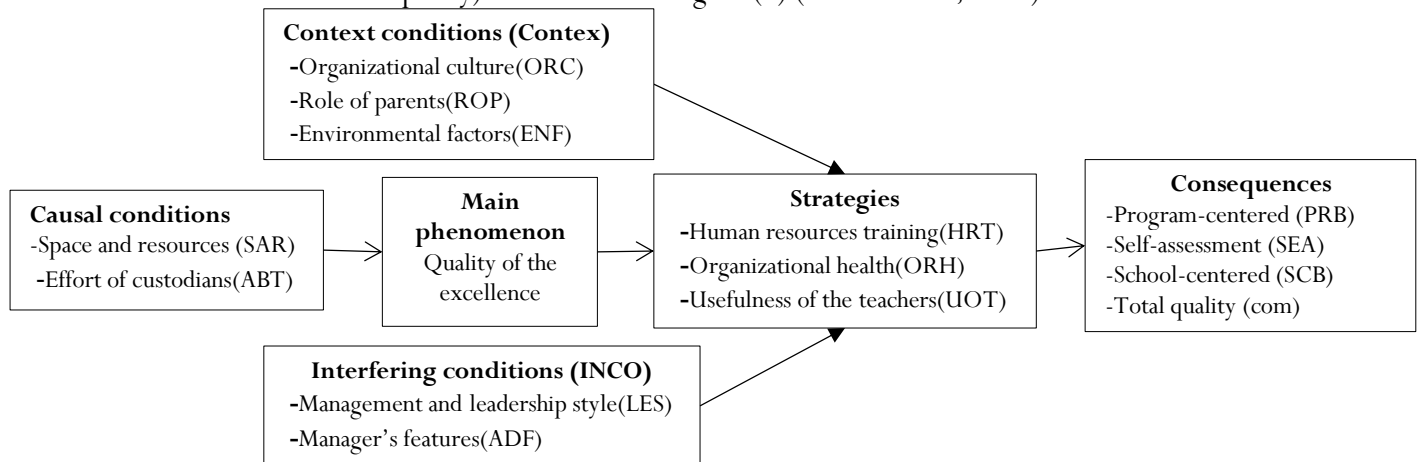 Context conditions (Contex)
-Organizational culture(ORC)
-Role of parents(ROP)
-Environmental factors(ENF)
Causal conditions
-Space and resources (SAR)
-Effort of custodians(ABT)
Main
phenomenon
Quality of the
excellence
Strategies
-Human resources training(HRT)
-Organizational health(ORH)
-Usefulness of the teachers(UOT)
Consequences
-Program-centered (PRB)
-Self-assessment (SEA)
-School-centered (SCB)
-Total quality (com)
Interfering conditions (INCO)
-Management and leadership style(LES)
-Manager’s features(ADF)